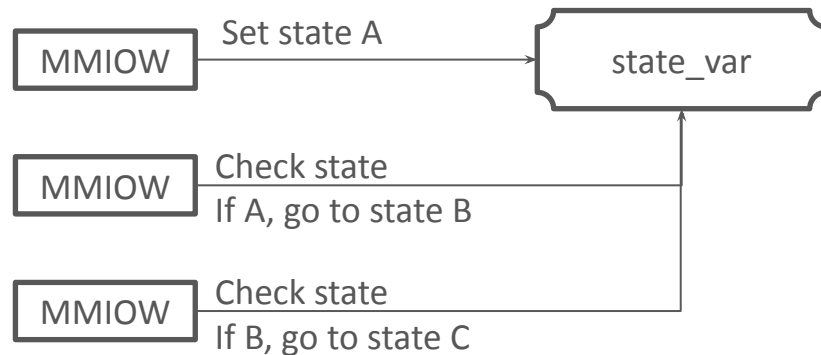 Set state A
MMIOW
state_var
Check state
MMIOW
If A, go to state B
Check state
MMIOW
If B, go to state C